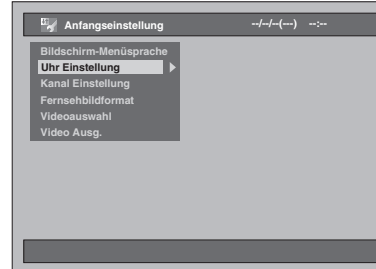 Anfangseinstellung --/--/--(---) --:--
Bildschirm-Menüsprache
Uhr Einstellung
Kanal Einstellung
Fernsehbildformat
Videoauswahl
Video Ausg.